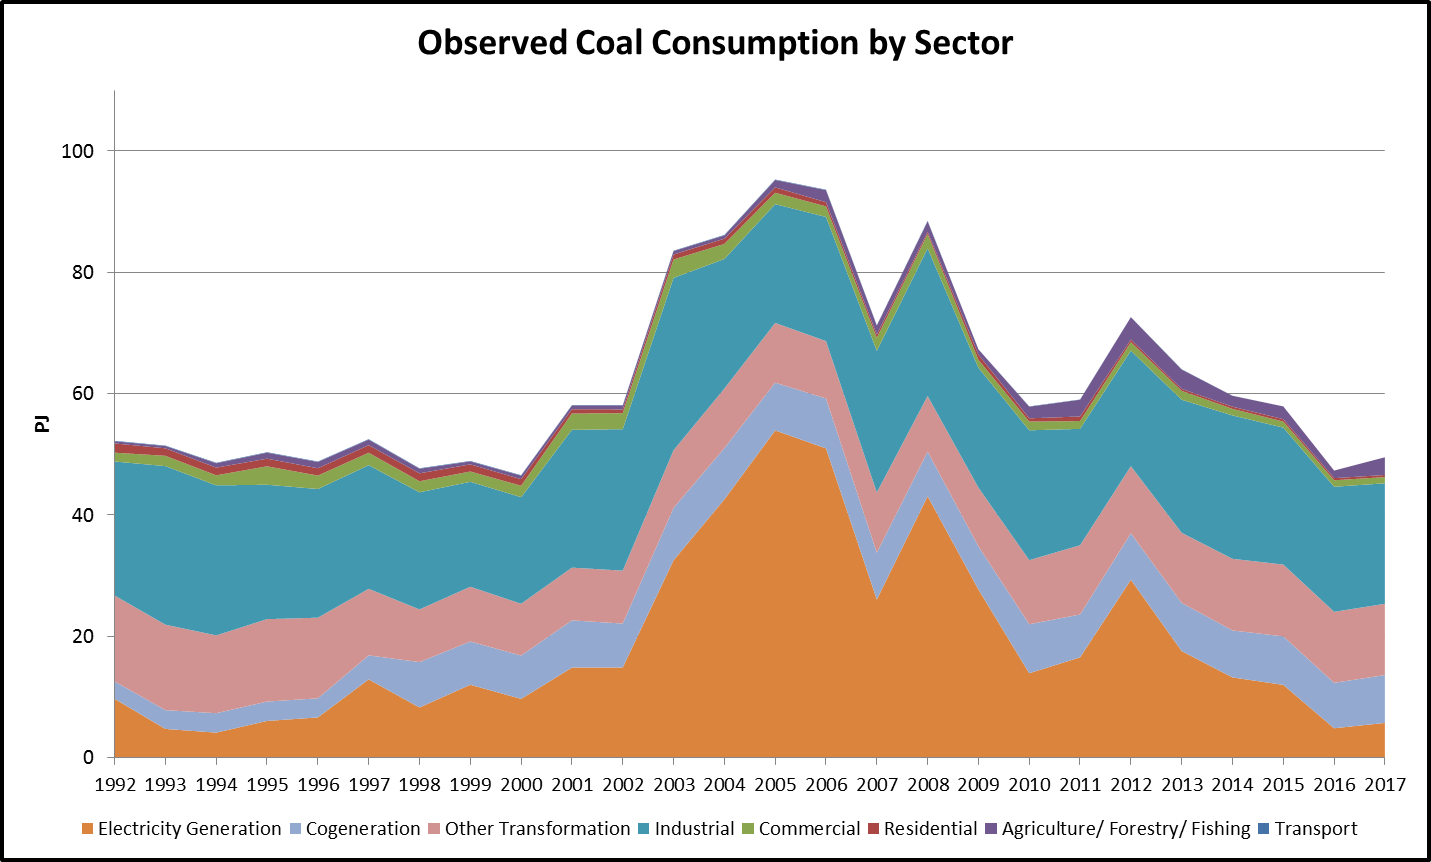 Observed Coal Consumption by Sector
100
80
60
40
20
0
PJ
1992 1993 1994 1995 1996 1997 1998 1999 2000 2001 2002 2003 2004 2005 2006 2007 2008 2009 2010 2011 2012 2013 2014 2015 2016 2017
Electricity Generation Cogeneration Other Transformation Industrial Commercial Residential Agriculture/ Forestry/ Fishing Transport